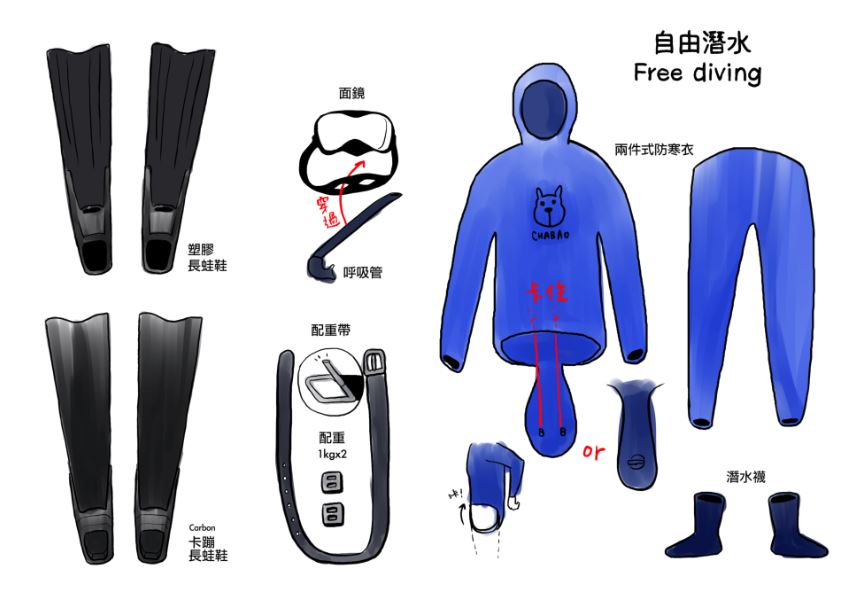 自由潛水
Free diving
面鏡
穿過
呼吸管
塑膠
長蛙鞋
兩件式防寒衣
CHABAO
卡住
配重帶
配重
1kgx2
or
卡!
潛水襪
Carbon
卡蹦
長蛙鞋